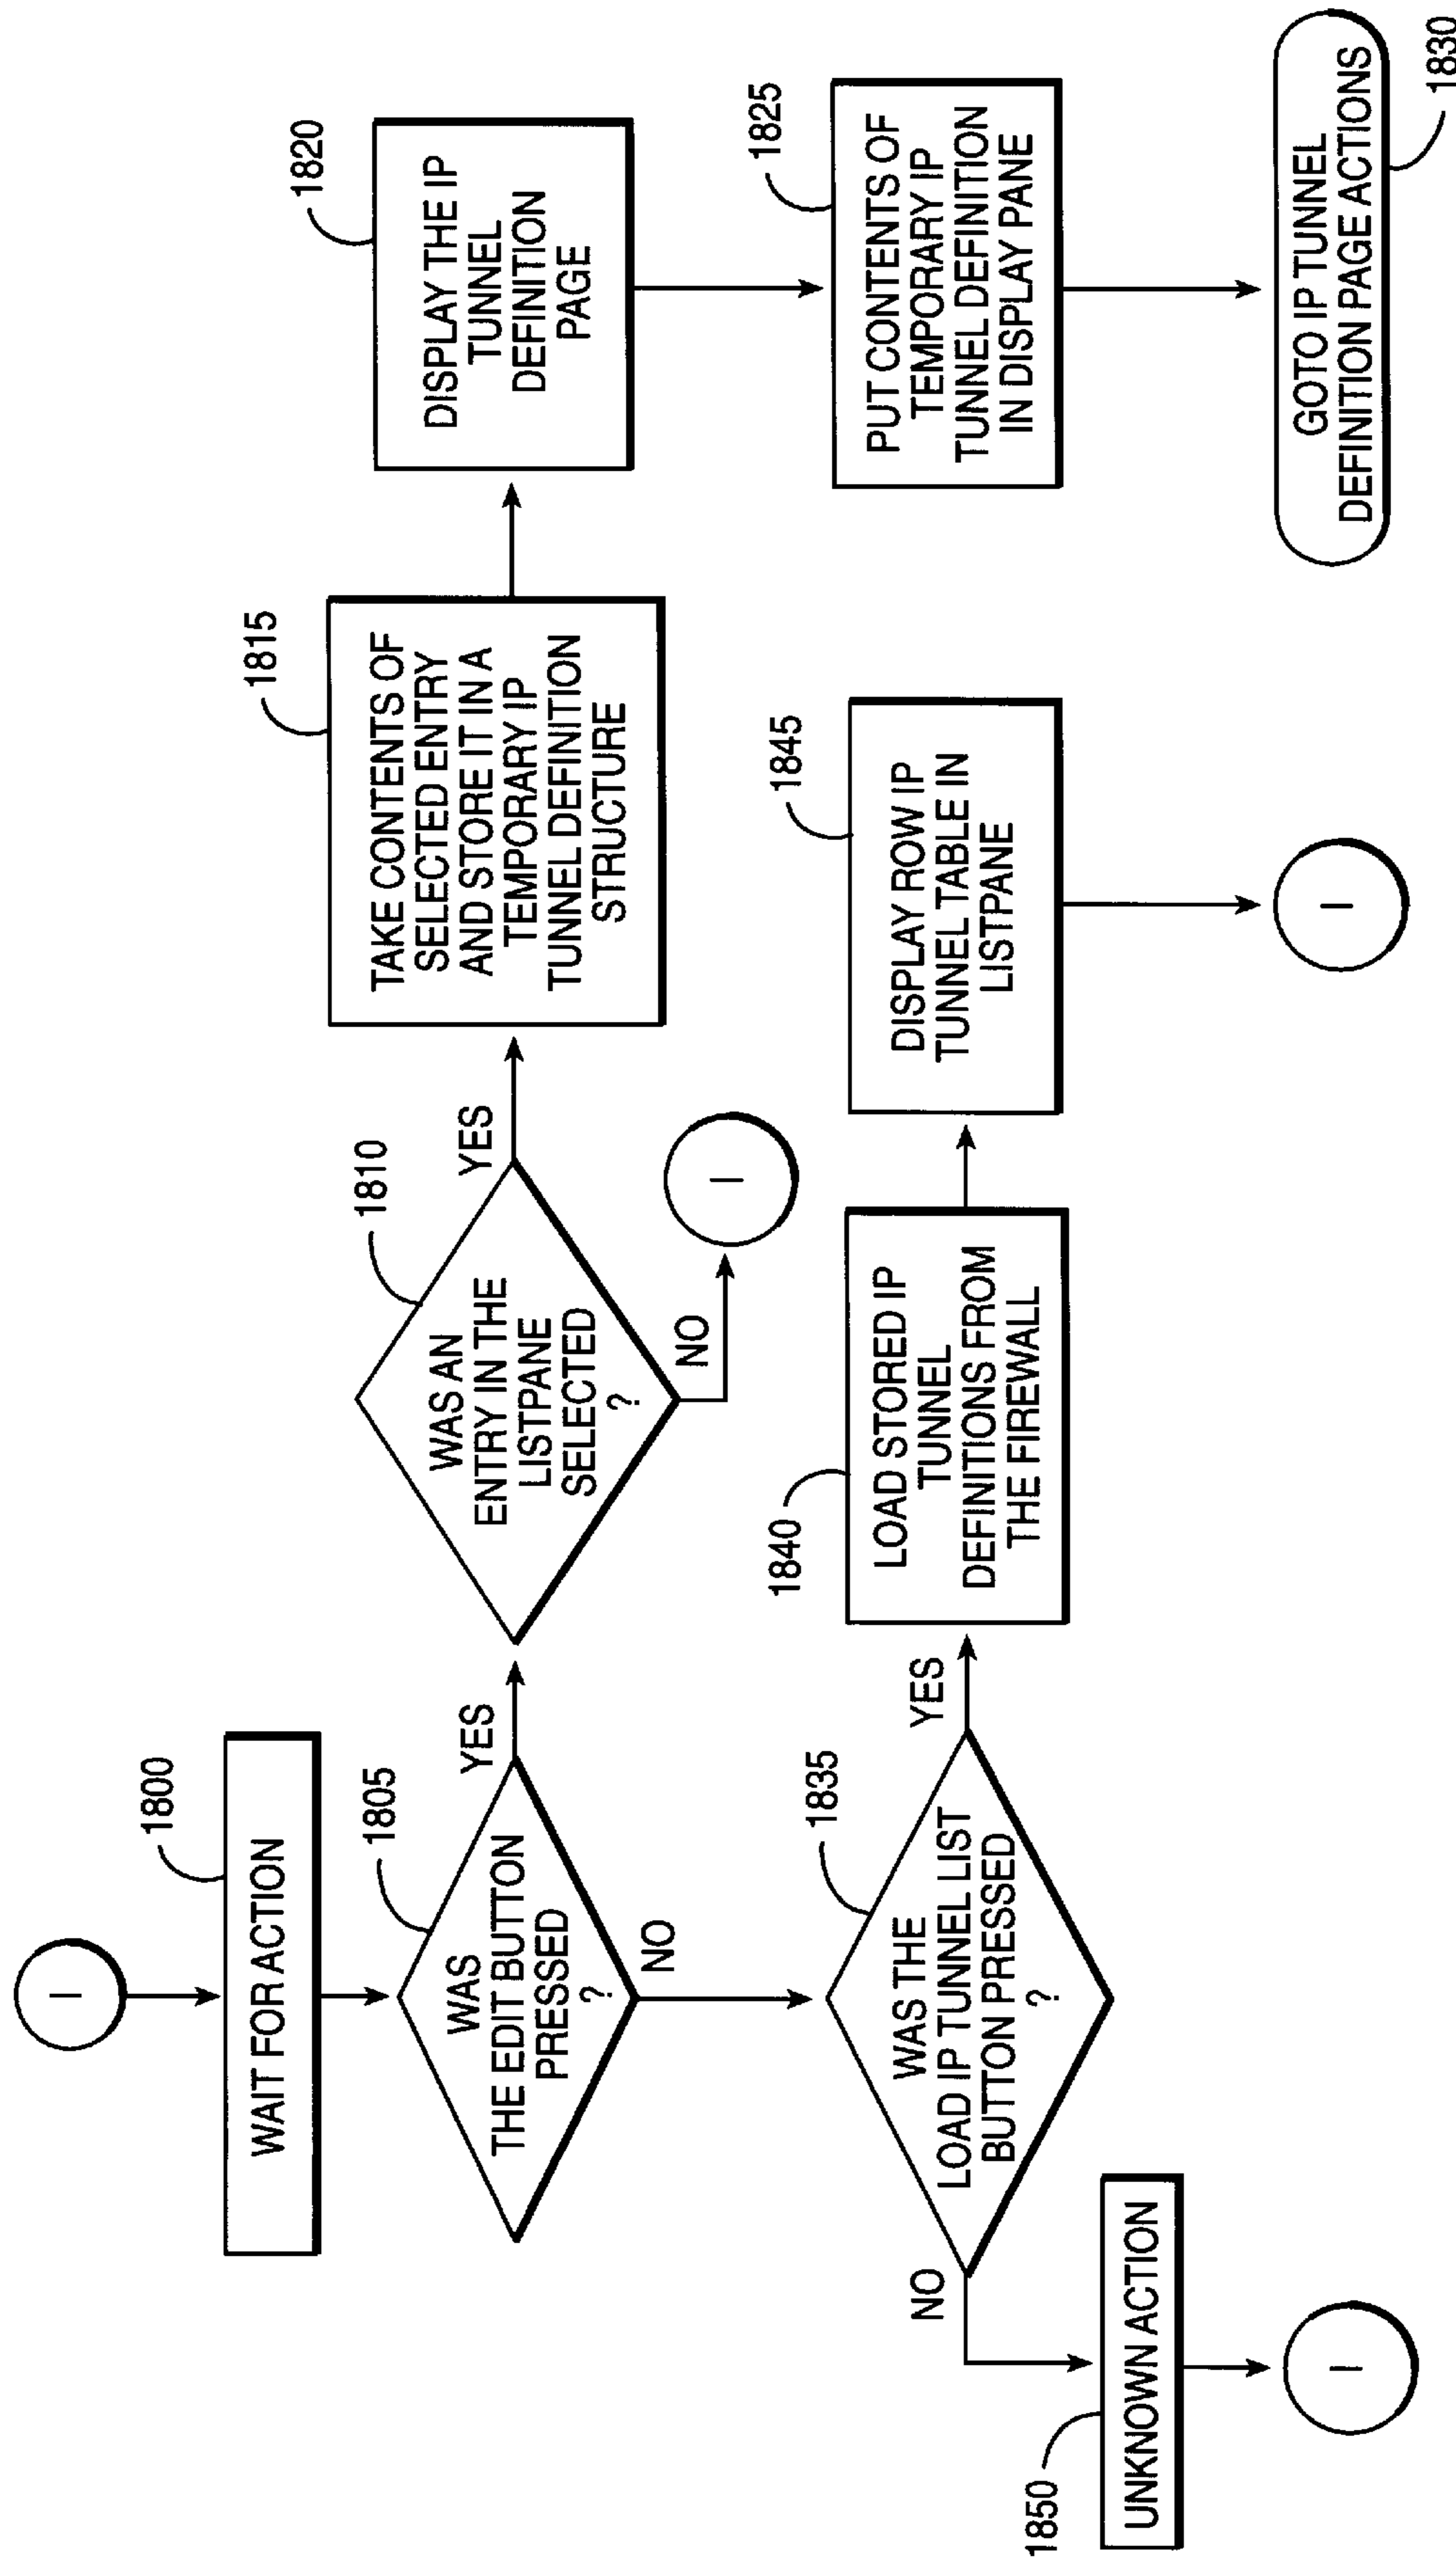 I
1800
WAIT FOR ACTION
1805
WAS
THE EDIT BUTTON
PRESSED
?
YES
NO
1810
WAS AN
ENTRY IN THE
LISTPANE
SELECTED
?
YES
NO
I
1815
TAKE CONTENTS OF
SELECTED ENTRY
AND STORE IT IN A
TEMPORARY IP
TUNNEL DEFINITION
STRUCTURE
1820
DISPLAY THE IP
TUNNEL
DEFINITION
PAGE
1825
PUT CONTENTS OF
TEMPORARY IP
TUNNEL DEFINITION
IN DISPLAY PANE
GOTO IP TUNNEL
DEFINITION PAGE ACTIONS
1830
1835
WAS THE
LOAD IP TUNNEL LIST
BUTTON PRESSED
?
YES
NO
1840
LOAD STORED IP
TUNNEL
DEFINITIONS FROM
THE FIREWALL
1845
DISPLAY ROW IP
TUNNEL TABLE IN
LISTPANE
I
1850
UNKNOWN ACTION
I